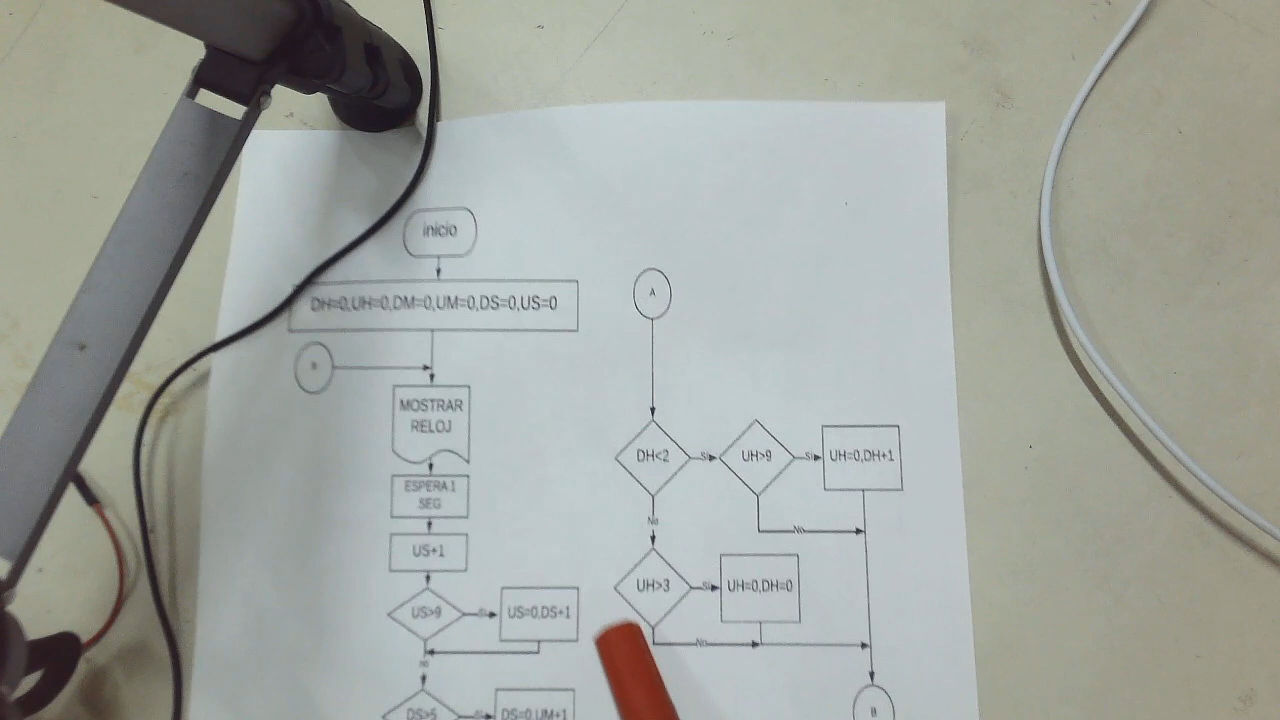 inicio
DH=0,UH=0,DM=0,UM=0,DS=0,US=0
B
MOSTRAR
RELOJ
ESPERA 1
SEG
US+1
US>9
si
US=0,DS+1
no
DS>5
si
DS=0,UM+1
A
DH<2
Si
UH>9
Si
UH=0,DH+1
No
No
UH>3
Si
UH=0,DH=0
No
B